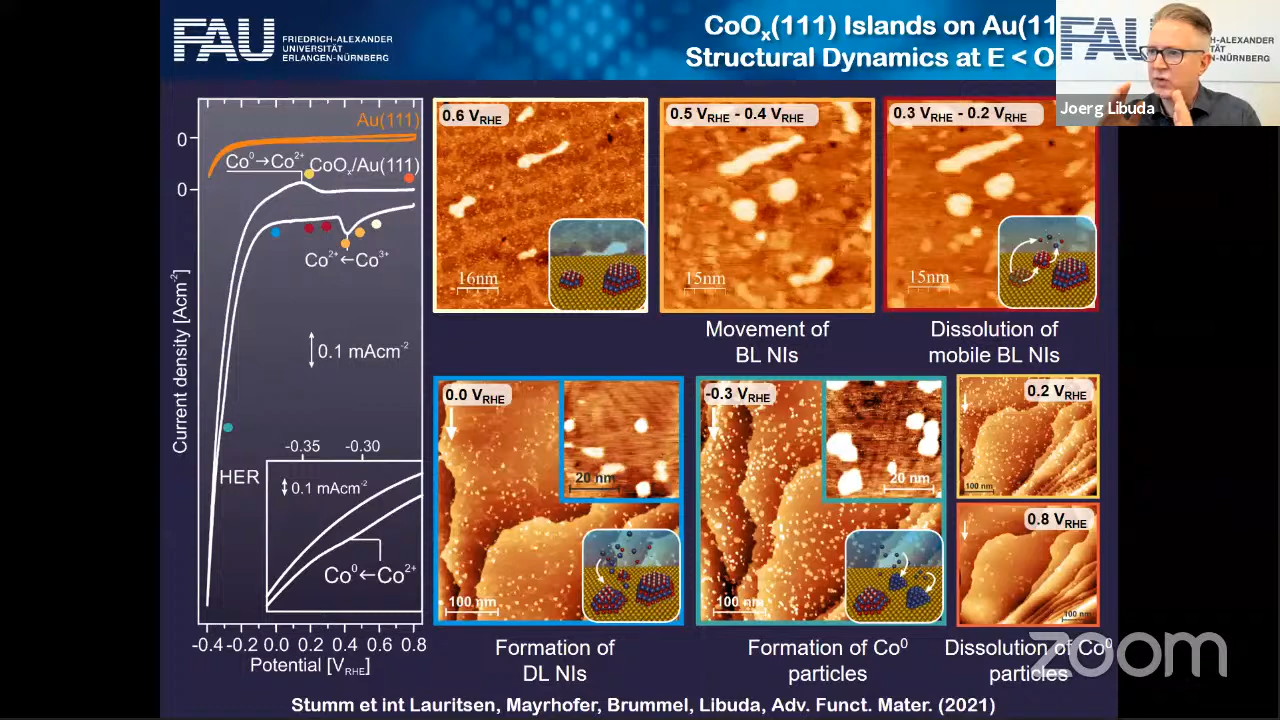 FAU FRIEDRICH-ALEXANDER
UNIVERSITÄT
ERLANGEN-NÜRNBERG
CoOₓ(111) Islands on Au(11
Structural Dynamics at E < O
FAU
CH-ALEXANDER
TÄT
N-NÜRNBERG
Joerg Libuda
Au(111)
Co⁰→Co²⁺ CoOₓ/Au(111)
0
0
Co²⁺←Co³⁺
0.1 mAcm⁻²
Current density [Acm⁻²]
-0.35 -0.30
HER
0.1 mAcm⁻²
Co⁰←Co²⁺
-0.4 -0.2 0.0 0.2 0.4 0.6 0.8
Potential [V_RHE]
0.6 V_RHE
16nm
0.5 V_RHE - 0.4 V_RHE
15nm
0.3 V_RHE - 0.2 V_RHE
15nm
Movement of
BL NIs
Dissolution of
mobile BL NIs
0.0 V_RHE
20 nm
100 nm
-0.3 V_RHE
20 nm
100 nm
0.2 V_RHE
100 nm
0.8 V_RHE
100 nm
Formation of
DL NIs
Formation of Co⁰
particles
Dissolution of Co⁰
particles
zoom
Stumm et int Lauritsen, Mayrhofer, Brummel, Libuda, Adv. Funct. Mater. (2021)